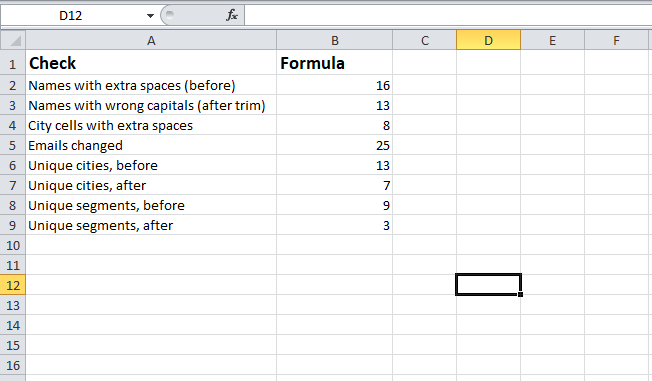 D12 fx
A B C D E F
1 Check Formula
2 Names with extra spaces (before) 16
3 Names with wrong capitals (after trim) 13
4 City cells with extra spaces 8
5 Emails changed 25
6 Unique cities, before 13
7 Unique cities, after 7
8 Unique segments, before 9
9 Unique segments, after 3
10
11
12
13
14
15
16